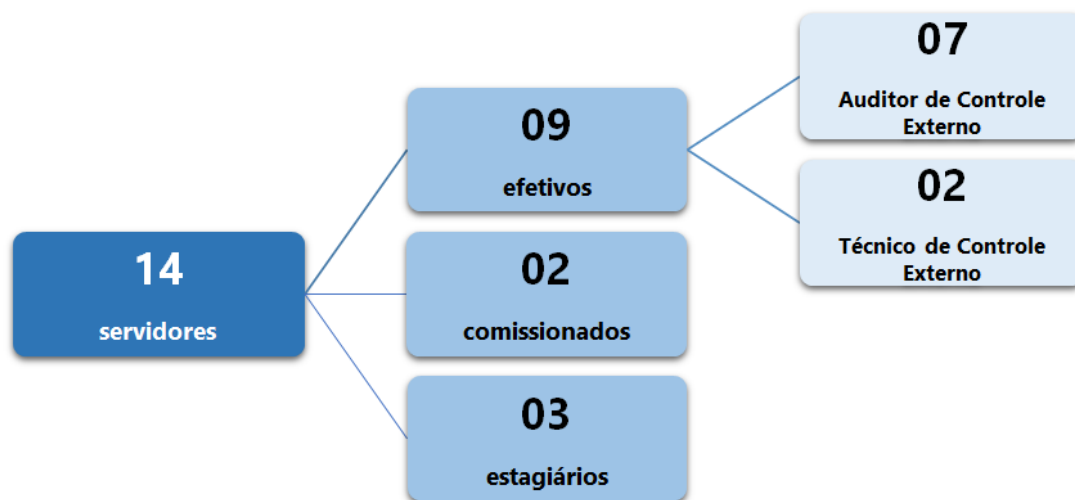 14
servidores
09
efetivos
07
Auditor de Controle
Externo
02
Técnico de Controle
Externo
02
comissionados
03
estagiários